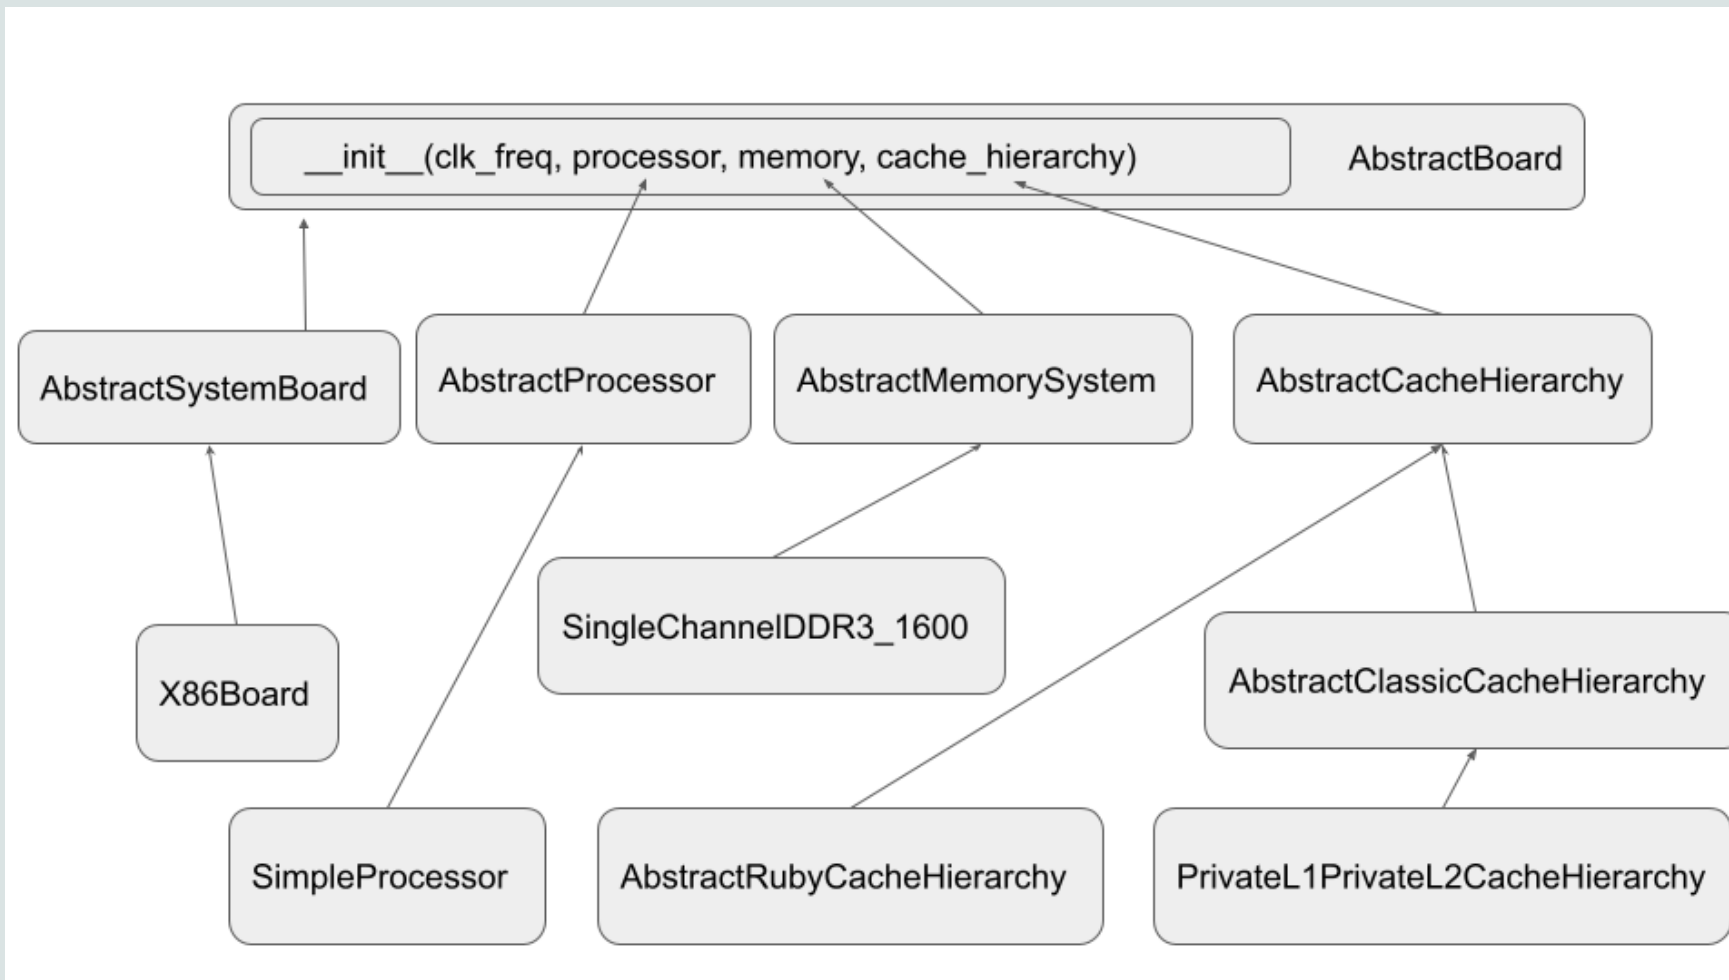 __init__(clk_freq, processor, memory, cache_hierarchy)
AbstractBoard
AbstractSystemBoard
AbstractProcessor
AbstractMemorySystem
AbstractCacheHierarchy
SingleChannelDDR3_1600
X86Board
AbstractClassicCacheHierarchy
SimpleProcessor
AbstractRubyCacheHierarchy
PrivateL1PrivateL2CacheHierarchy